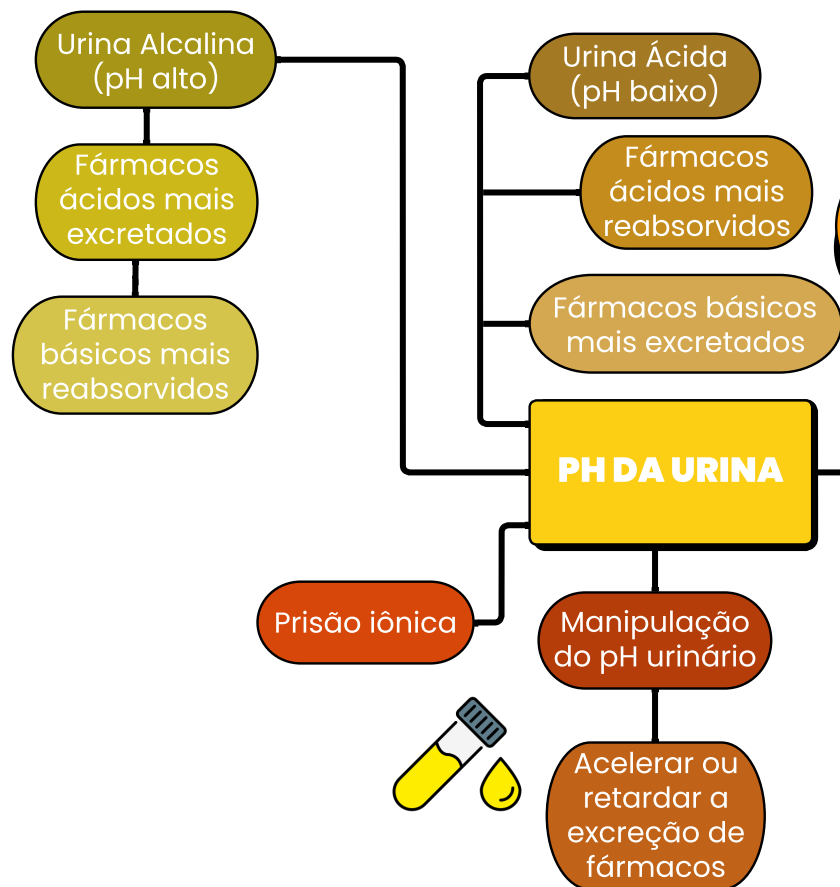 Urina Alcalina
(pH alto)
Fármacos
ácidos mais
excretados
Fármacos
básicos mais
reabsorvidos
Urina Ácida
(pH baixo)
Fármacos
ácidos mais
reabsorvidos
Fármacos básicos
mais excretados
PH DA URINA
Prisão iônica
Manipulação
do pH urinário
Acelerar ou
retardar a
excreção de
fármacos